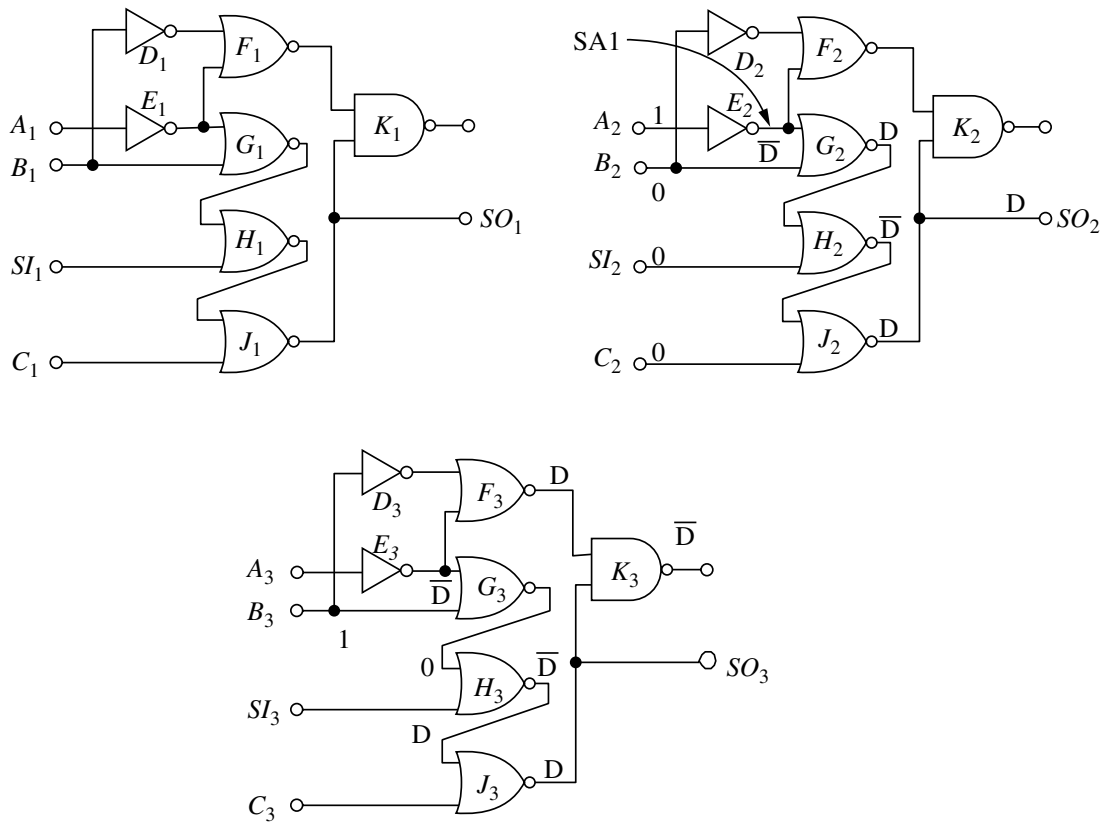 D₁
F₁
A₁
E₁
B₁
G₁
K₁
H₁
SO₁
SI₁
J₁
C₁
SA1
D₂
F₂
A₂ 1
E₂
D̅
B₂ 0
G₂ D
K₂
H₂ D̅
D SO₂
SI₂ 0
J₂ D
C₂ 0
D₃
F₃ D
D̅
E₃
K₃
A₃
D̅
G₃
B₃
1
0
H₃ D̅
SO₃
SI₃
D
J₃ D
C₃